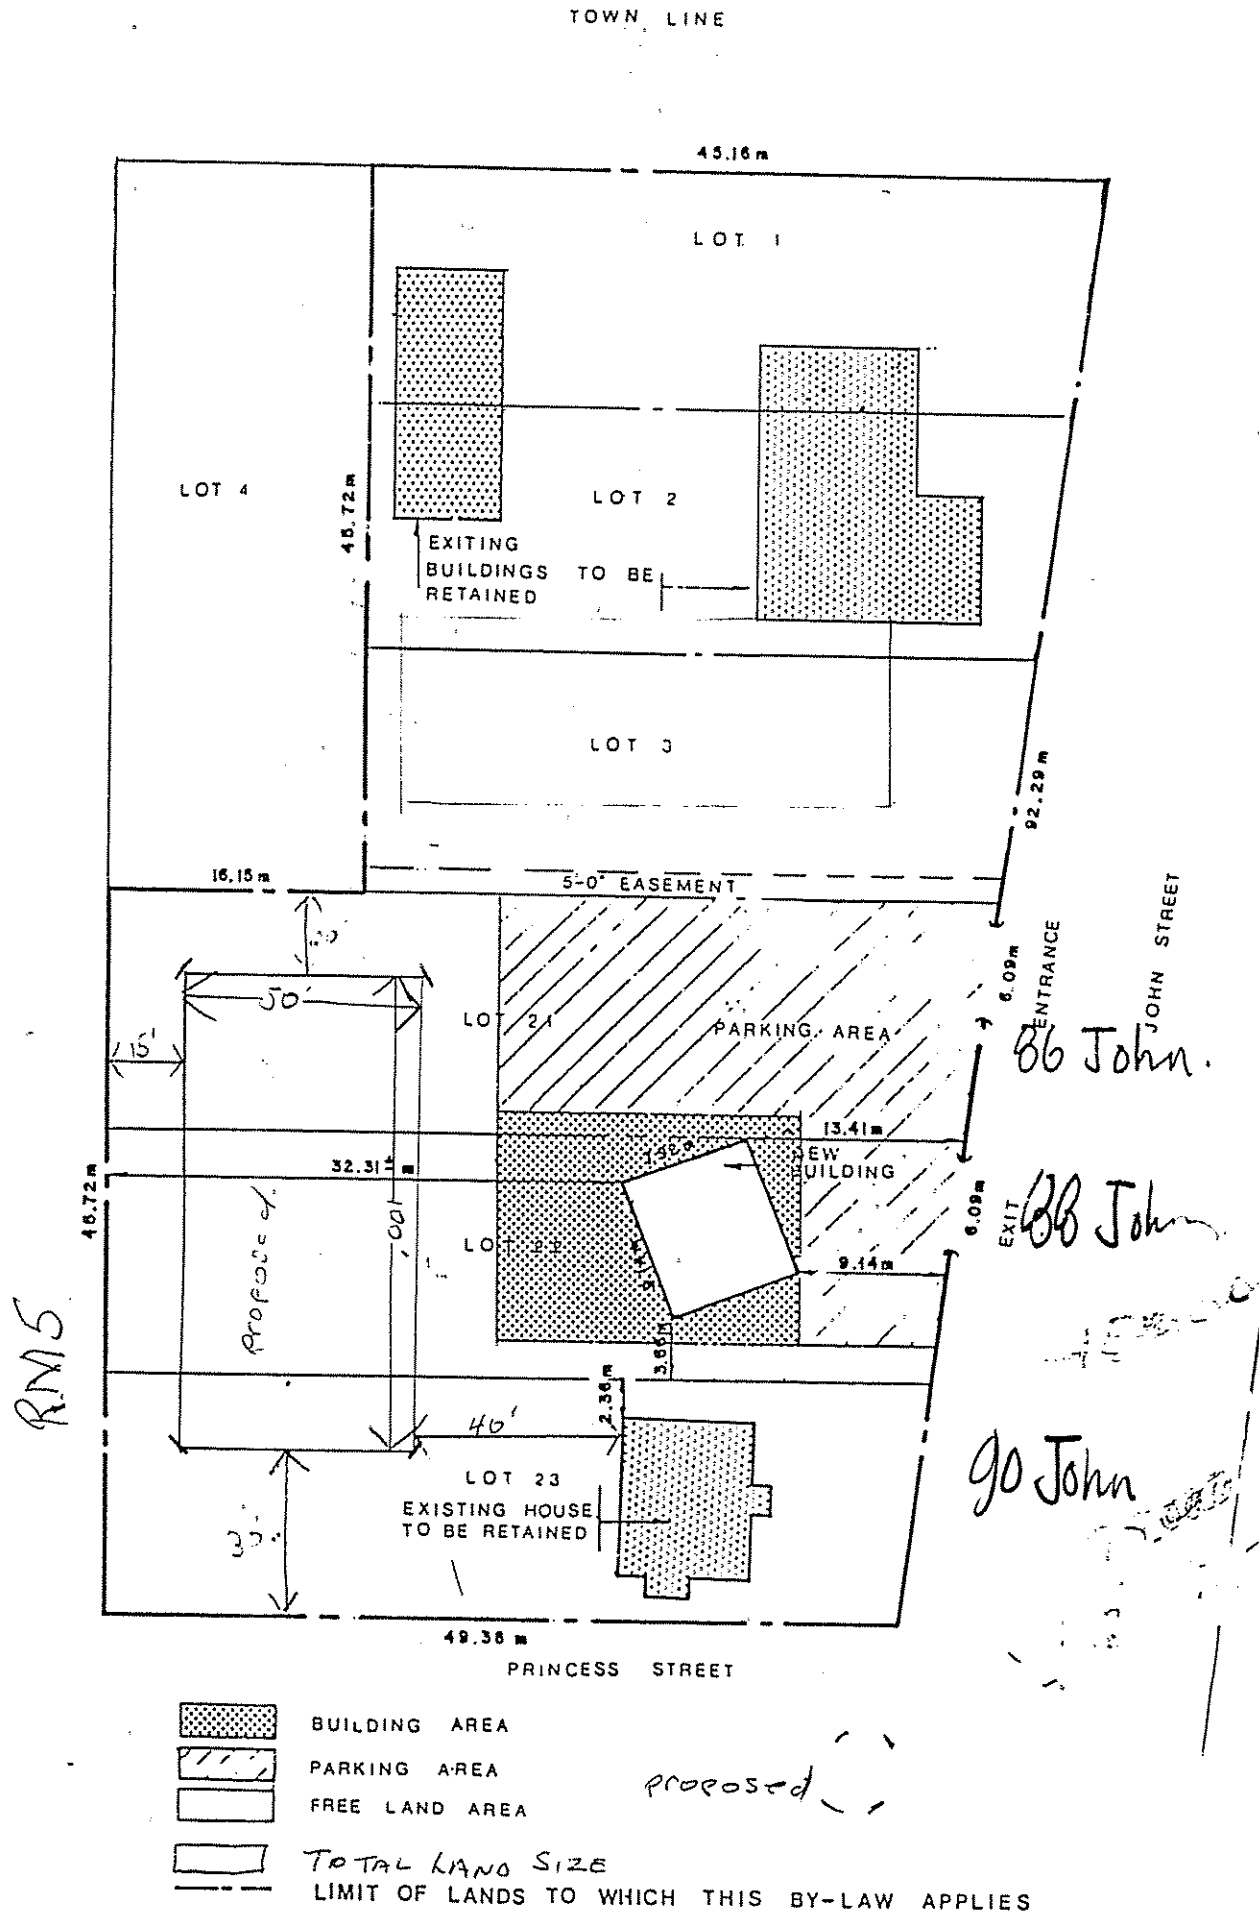 TOWN LINE
45.16 m
LOT 1
LOT 4
45.72 m
LOT 2
EXITING
BUILDINGS TO BE
RETAINED
LOT 3
92.29 m
16.15 m
5-0" EASEMENT
JOHN STREET
6.09 m
ENTRANCE
50'
LOT 21
PARKING AREA
86 John.
15'
13.41 m
NEW
BUILDING
32.31 m
46.72 m
100'
Proposed
LOT 22
9.14 m
6.09 m
EXIT
88 John
3.66 m
RM5
2.36 m
40'
LOT 23
90 John
EXISTING HOUSE
TO BE RETAINED
49.38 m
PRINCESS STREET
BUILDING AREA
PARKING AREA
proposed
FREE LAND AREA
TOTAL LAND SIZE
LIMIT OF LANDS TO WHICH THIS BY-LAW APPLIES